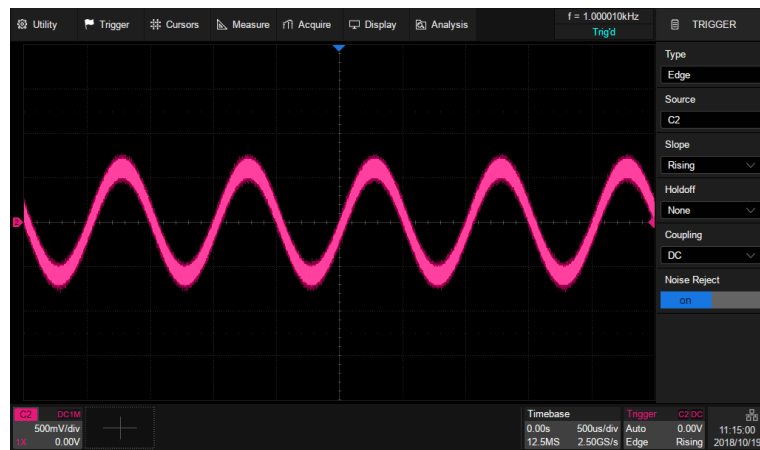 Utility
Trigger
Cursors
Measure
Acquire
Display
Analysis
f = 1.000010kHz
Trig'd
TRIGGER
Type
Edge
Source
C2
Slope
Rising
Holdoff
None
Coupling
DC
Noise Reject
on
C2 DC1M
500mV/div
1X 0.00V
Timebase
0.00s 500us/div
12.5MS 2.50GS/s
Trigger C2:DC
Auto 0.00V
Edge Rising
11:15:00
2018/10/19